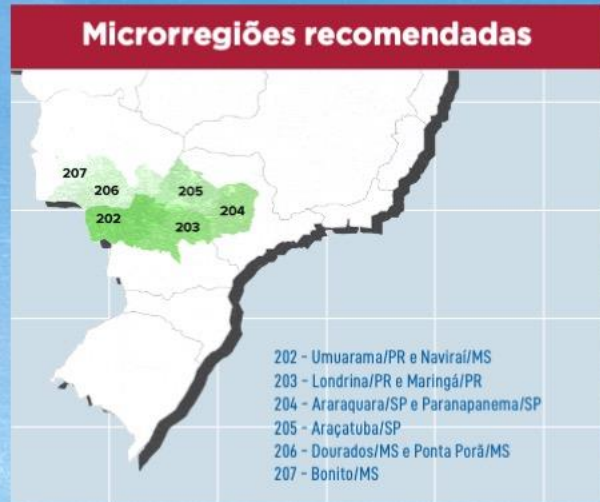 Microrregiões recomendadas
207
206
205
202
203
204
202 - Umuarama/PR e Naviraí/MS
203 - Londrina/PR e Maringá/PR
204 - Araraquara/SP e Paranapanema/SP
205 - Araçatuba/SP
206 - Dourados/MS e Ponta Porã/MS
207 - Bonito/MS